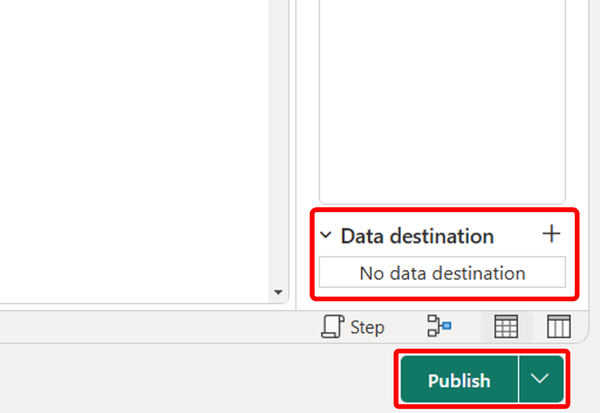 Data destination
No data destination
Step
Publish